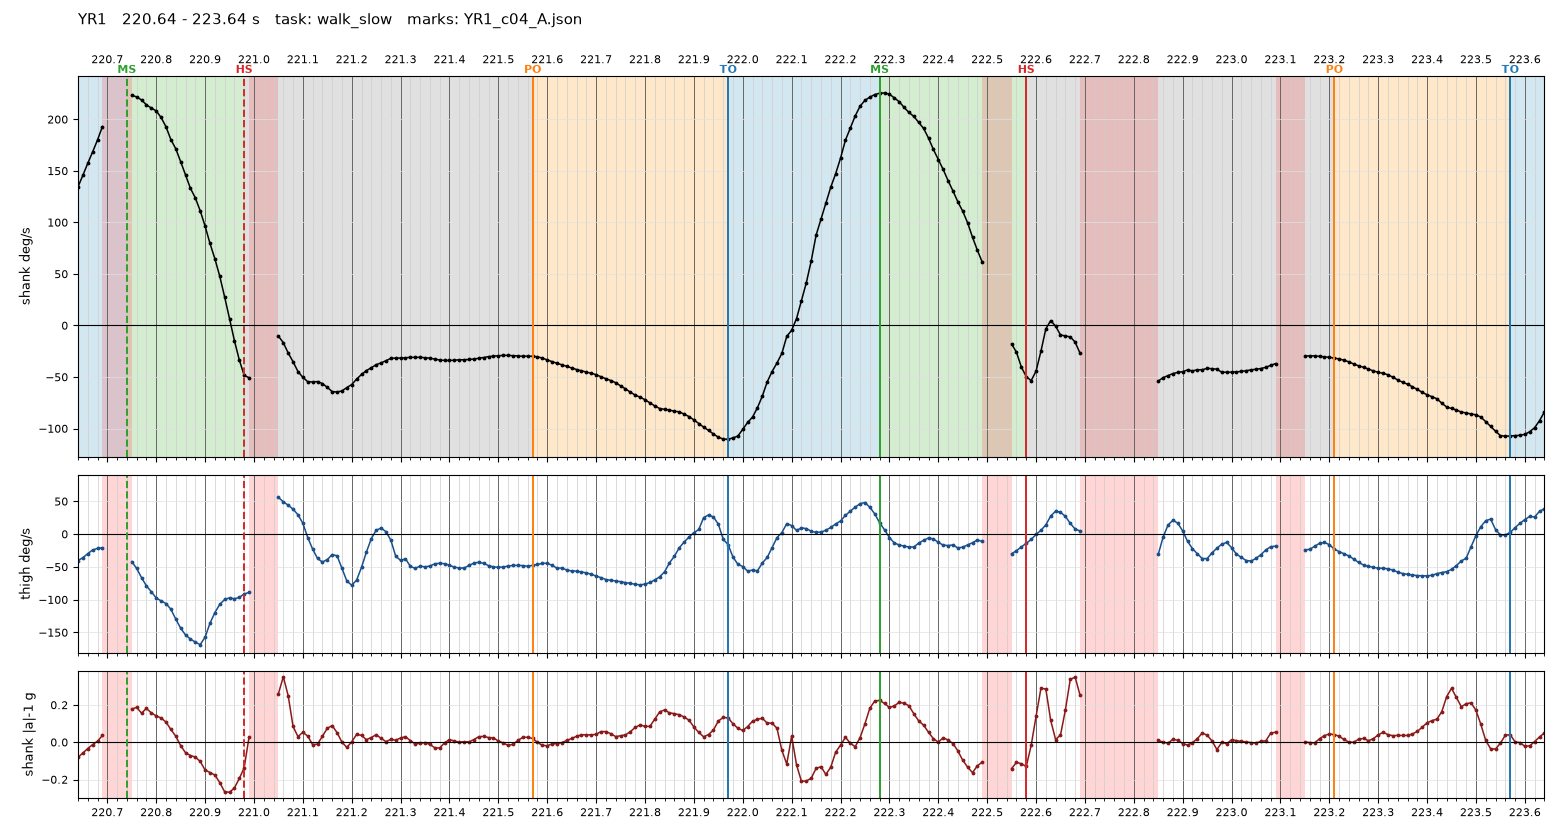 YR1 220.64 - 223.64 s task: walk_slow marks: YR1_c04_A.json
220.7 220.8 220.9 221.0 221.1 221.2 221.3 221.4 221.5 221.6 221.7 221.8 221.9 222.0 222.1 222.2 222.3 222.4 222.5 222.6 222.7 222.8 222.9 223.0 223.1 223.2 223.3 223.4 223.5 223.6
MS HS PO TO MS HS PO TO
shank deg/s
200
150
100
50
0
−50
−100
thigh deg/s
50
0
−50
−100
−150
shank |a|-1 g
0.2
0.0
−0.2
220.7 220.8 220.9 221.0 221.1 221.2 221.3 221.4 221.5 221.6 221.7 221.8 221.9 222.0 222.1 222.2 222.3 222.4 222.5 222.6 222.7 222.8 222.9 223.0 223.1 223.2 223.3 223.4 223.5 223.6